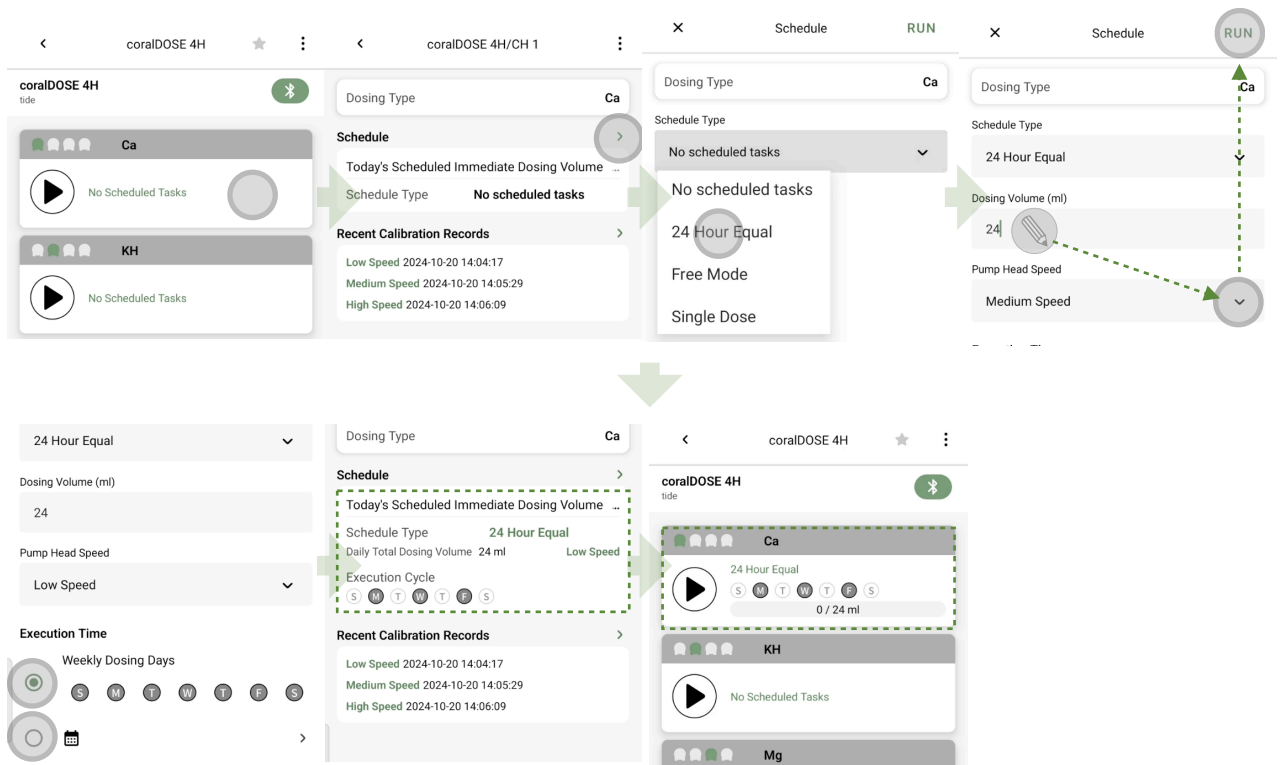 coralDOSE 4H
coralDOSE 4H
tide
Ca
No Scheduled Tasks
KH
No Scheduled Tasks
coralDOSE 4H/CH 1
Dosing Type Ca
Schedule
Today's Scheduled Immediate Dosing Volume ...
Schedule Type No scheduled tasks
Recent Calibration Records
Low Speed 2024-10-20 14:04:17
Medium Speed 2024-10-20 14:05:29
High Speed 2024-10-20 14:06:09
Schedule RUN
Dosing Type Ca
Schedule Type
No scheduled tasks
No scheduled tasks
24 Hour Equal
Free Mode
Single Dose
Schedule RUN
Dosing Type Ca
Schedule Type
24 Hour Equal
Dosing Volume (ml)
24
Pump Head Speed
Medium Speed
24 Hour Equal
Dosing Volume (ml)
24
Pump Head Speed
Low Speed
Execution Time
Weekly Dosing Days
S M T W T F S
Dosing Type Ca
Schedule
Today's Scheduled Immediate Dosing Volume ...
Schedule Type 24 Hour Equal
Daily Total Dosing Volume 24 ml Low Speed
Execution Cycle
S M T W T F S
Recent Calibration Records
Low Speed 2024-10-20 14:04:17
Medium Speed 2024-10-20 14:05:29
High Speed 2024-10-20 14:06:09
coralDOSE 4H
coralDOSE 4H
tide
Ca
24 Hour Equal
S M T W T F S
0 / 24 ml
KH
No Scheduled Tasks
Mg